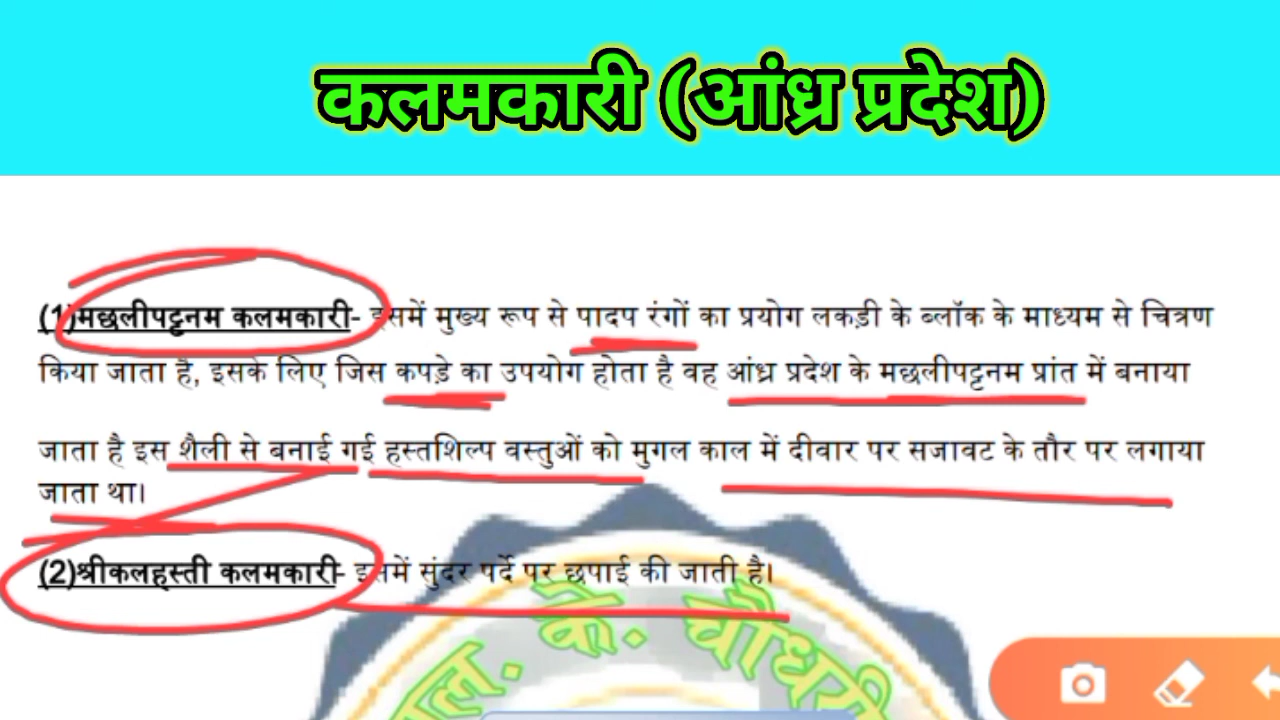 कलमकारी (आंध्र प्रदेश)
(1)मछलीपट्टनम कलमकारी- इसमें मुख्य रूप से पादप रंगों का प्रयोग लकड़ी के ब्लॉक के माध्यम से चित्रण
किया जाता है, इसके लिए जिस कपड़े का उपयोग होता है वह आंध्र प्रदेश के मछलीपट्टनम प्रांत में बनाया
जाता है इस शैली से बनाई गई हस्तशिल्प वस्तुओं को मुगल काल में दीवार पर सजावट के तौर पर लगाया
जाता था।
(2)श्रीकलहस्ती कलमकारी- इसमें सुंदर पर्दे पर छपाई की जाती है।
के. चौधरी